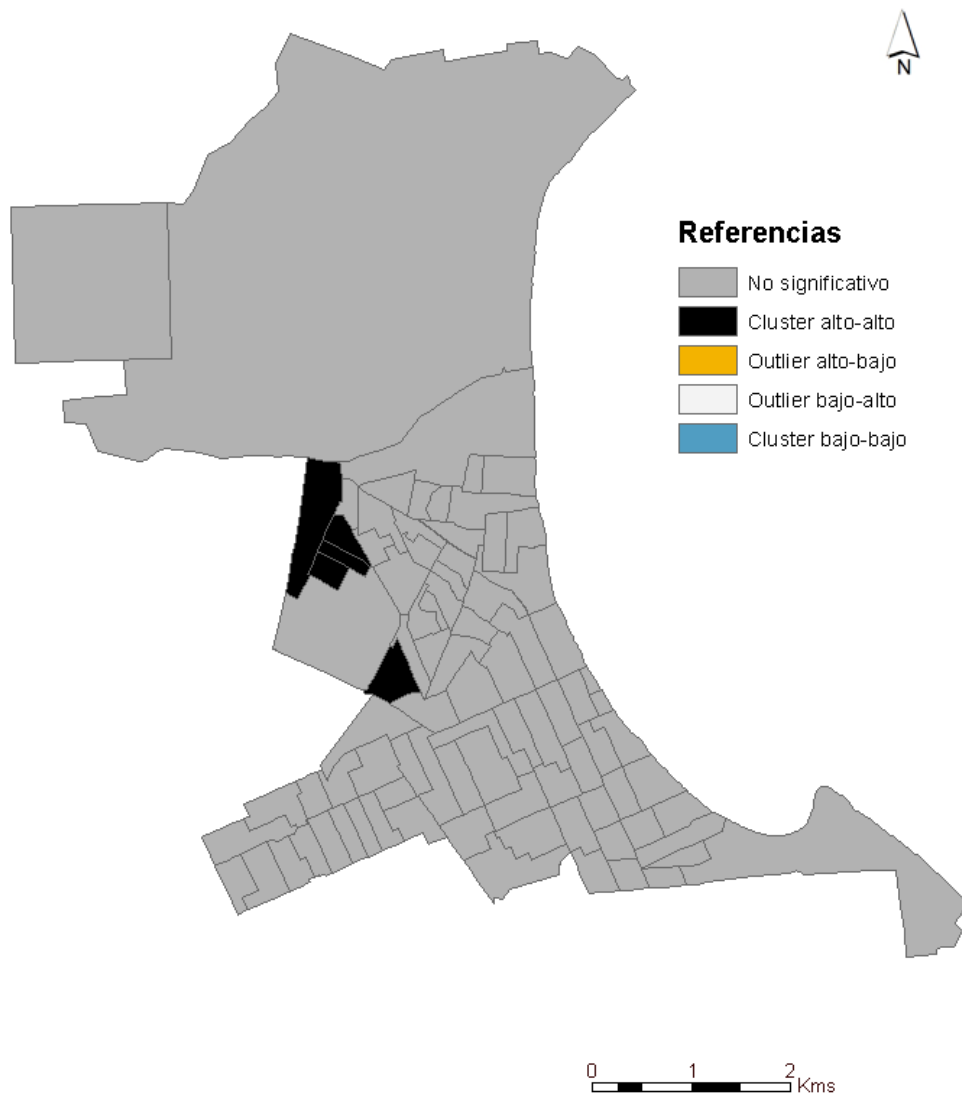 N
Referencias
No significativo
Cluster alto-alto
Outlier alto-bajo
Outlier bajo-alto
Cluster bajo-bajo
0 1 2
Kms